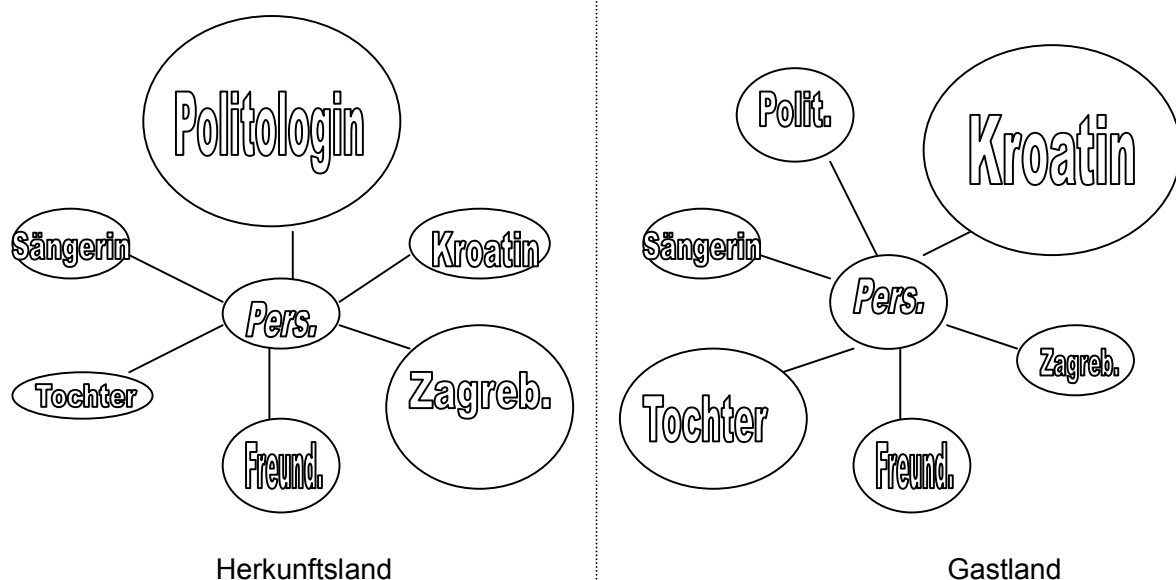 Politologin
Sängerin
Kroatin
Pers.
Tochter
Zagreb.
Freund.
Herkunftsland
Polit.
Kroatin
Sängerin
Pers.
Zagreb.
Tochter
Freund.
Gastland